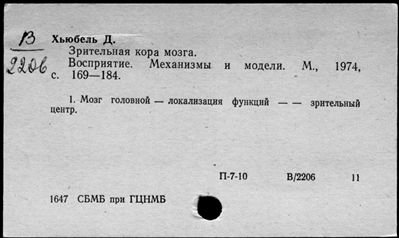 В
2206
Хьюбель Д.
Зрительная кора мозга.
Восприятие. Механизмы и модели. М., 1974,
с. 169—184.
1. Мозг головной — локализация функций — — зрительный
центр.
П-7-10 В/2206 11
1647 СБМБ при ГЦНМБ